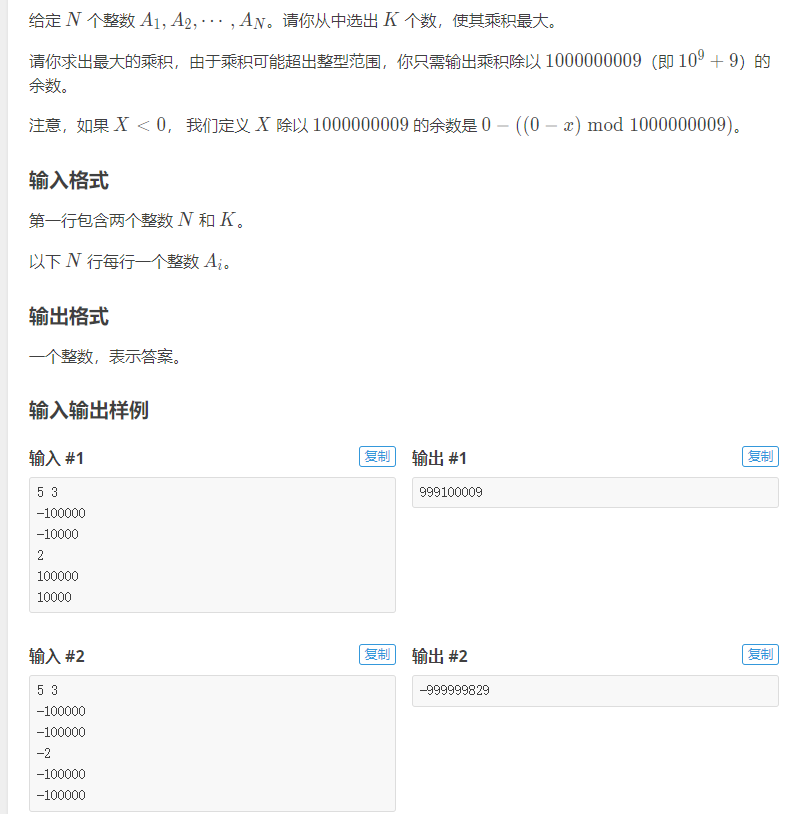 给定 N 个整数 A₁, A₂, ⋯ , A_N。请你从中选出 K 个数，使其乘积最大。
请你求出最大的乘积，由于乘积可能超出整型范围，你只需输出乘积除以 1000000009（即 10⁹ + 9）的
余数。
注意，如果 X < 0， 我们定义 X 除以 1000000009 的余数是 0 − ((0 − x) mod 1000000009)。
输入格式
第一行包含两个整数 N 和 K。
以下 N 行每行一个整数 A_i。
输出格式
一个整数，表示答案。
输入输出样例
输入 #1 复制 输出 #1 复制
5 3 999100009
-100000
-10000
2
100000
10000
输入 #2 复制 输出 #2 复制
5 3 -999999829
-100000
-100000
-2
-100000
-100000